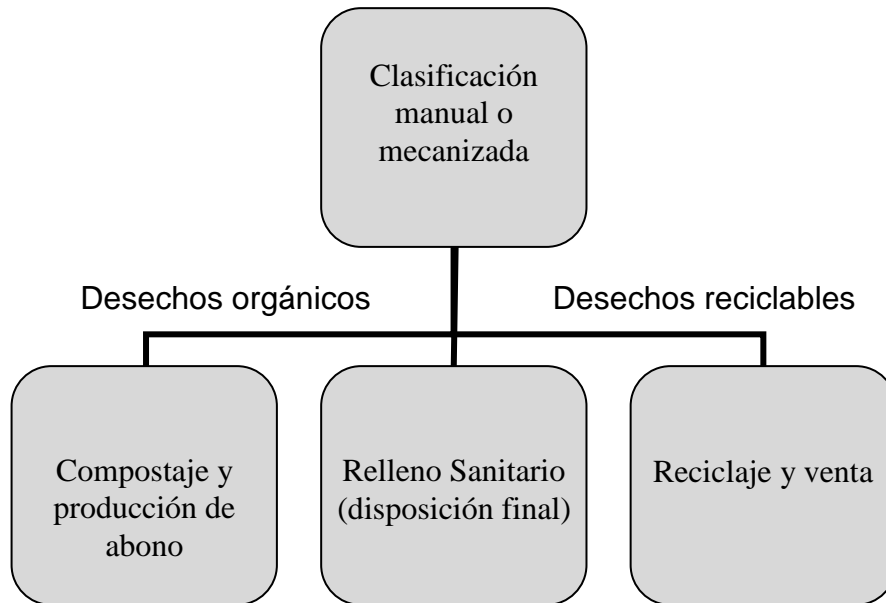 Clasificación
manual o
mecanizada
Desechos orgánicos
Desechos reciclables
Compostaje y
producción de
abono
Relleno Sanitario
(disposición final)
Reciclaje y venta